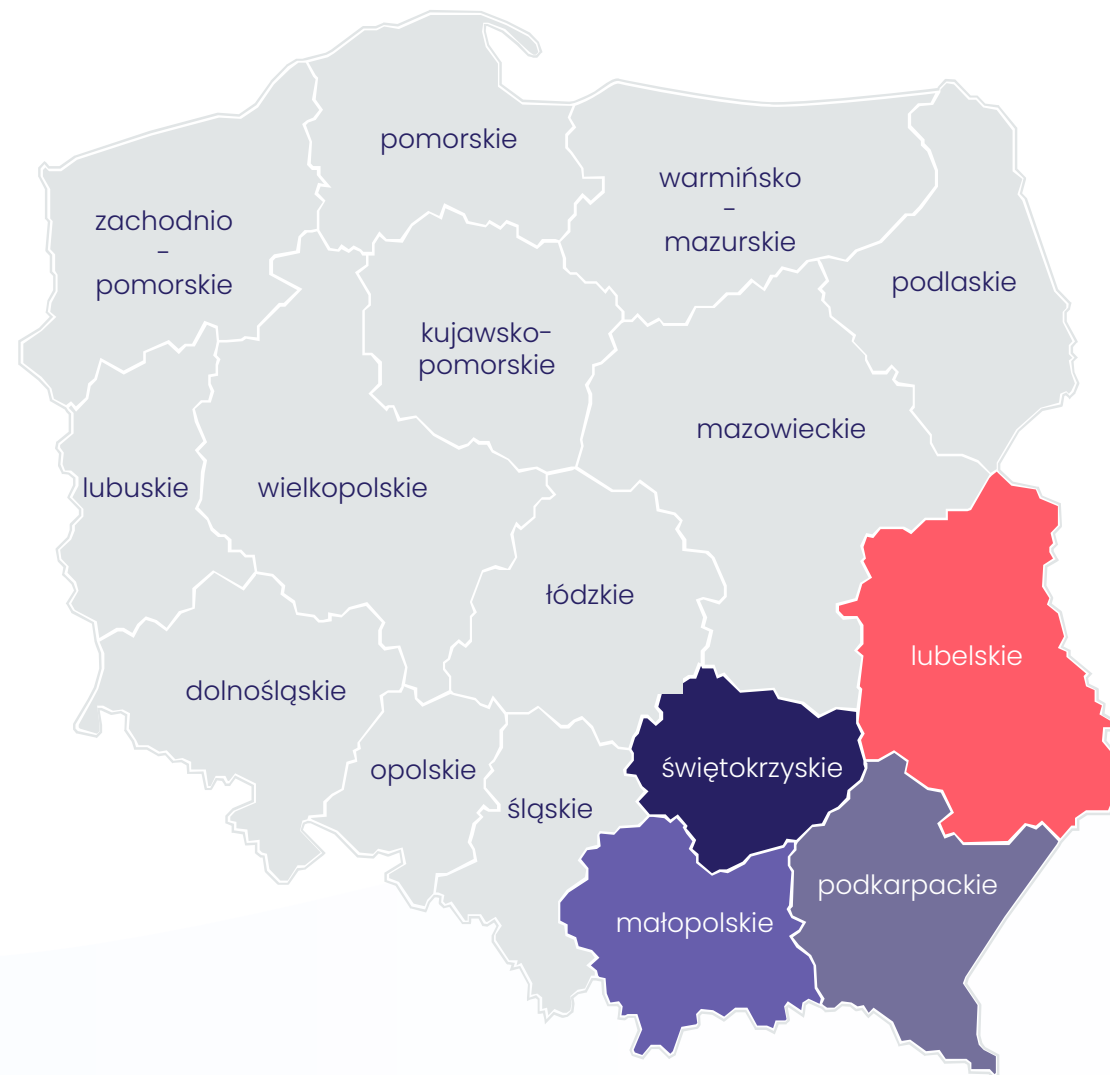 pomorskie
warmińsko
-
mazurskie
zachodnio
-
pomorskie
podlaskie
kujawsko-
pomorskie
mazowieckie
lubuskie
wielkopolskie
łódzkie
lubelskie
dolnośląskie
opolskie
świętokrzyskie
śląskie
podkarpackie
małopolskie